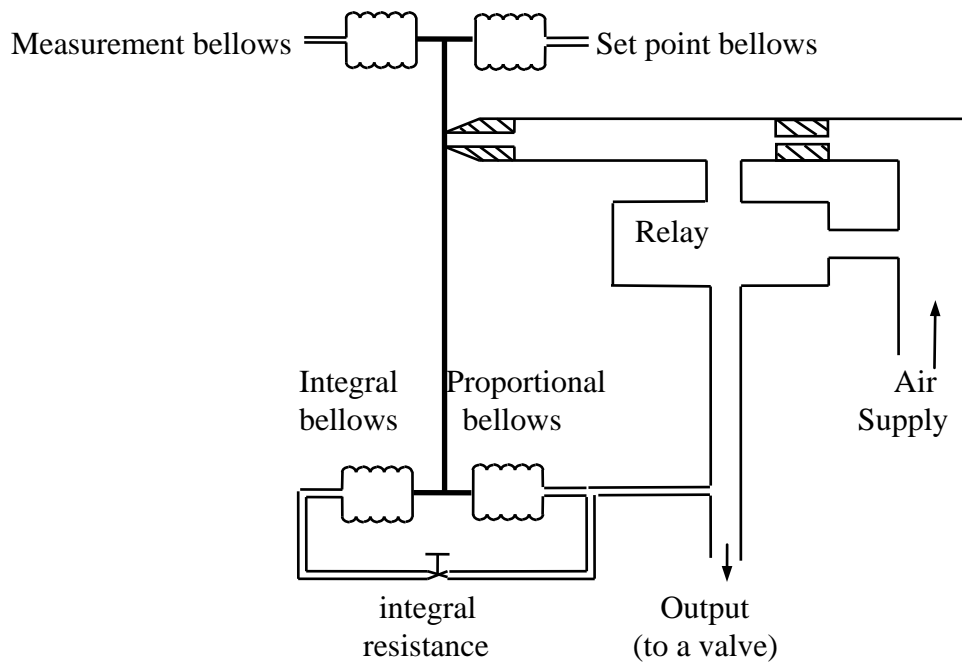 Measurement bellows
Set point bellows
Relay
Integral
bellows
Proportional
bellows
Air
Supply
integral
resistance
Output
(to a valve)